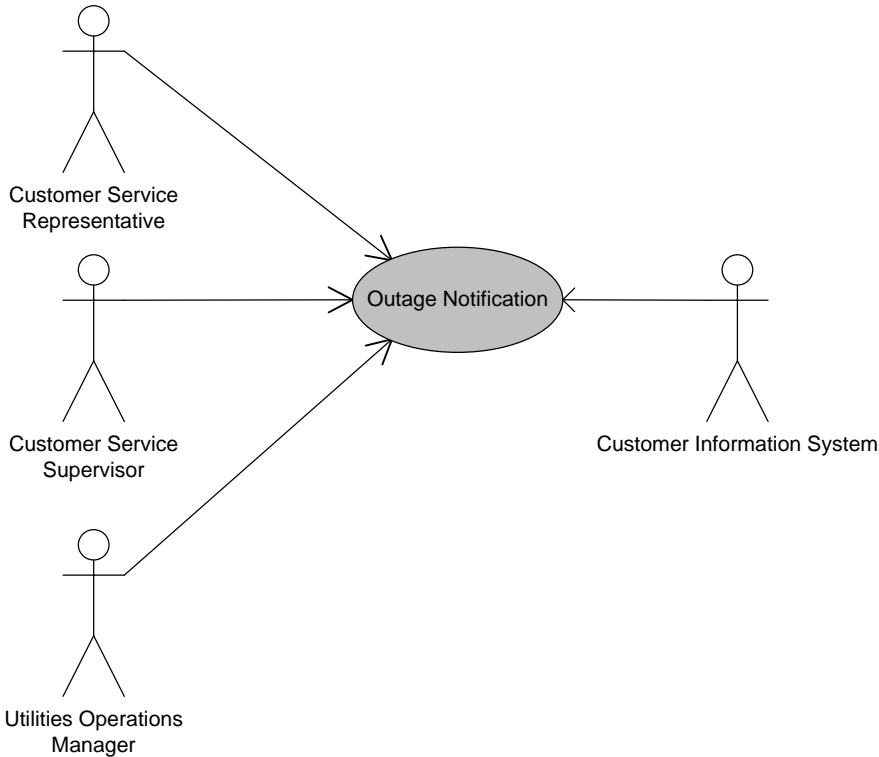 Customer Service
Representative
Outage Notification
Customer Service
Supervisor
Customer Information System
Utilities Operations
Manager